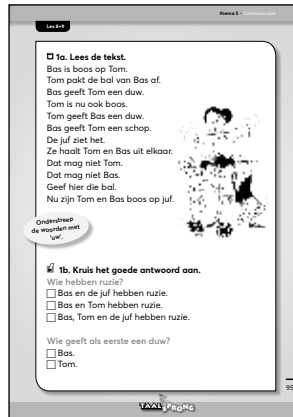 thema 5 - Communicatie
Les 8+9
1a. Lees de tekst.
Bas is boos op Tom.
Tom pakt de bal van Bas af.
Bas geeft Tom een duw.
Tom is nu ook boos.
Tom geeft Bas een duw.
Bas geeft Tom een schop.
De juf ziet het.
Ze haalt Tom en Bas uit elkaar.
Dat mag niet Tom.
Dat mag niet Bas.
Geef hier die bal.
Nu zijn Tom en Bas boos op juf.
Onderstreep
de woorden met
'uw'.
1b. Kruis het goede antwoord aan.
Wie hebben ruzie?
Bas en de juf hebben ruzie.
Bas en Tom hebben ruzie.
Bas, Tom en de juf hebben ruzie.
Wie geeft als eerste een duw?
Bas.
Tom.
95
TAALSPRONG